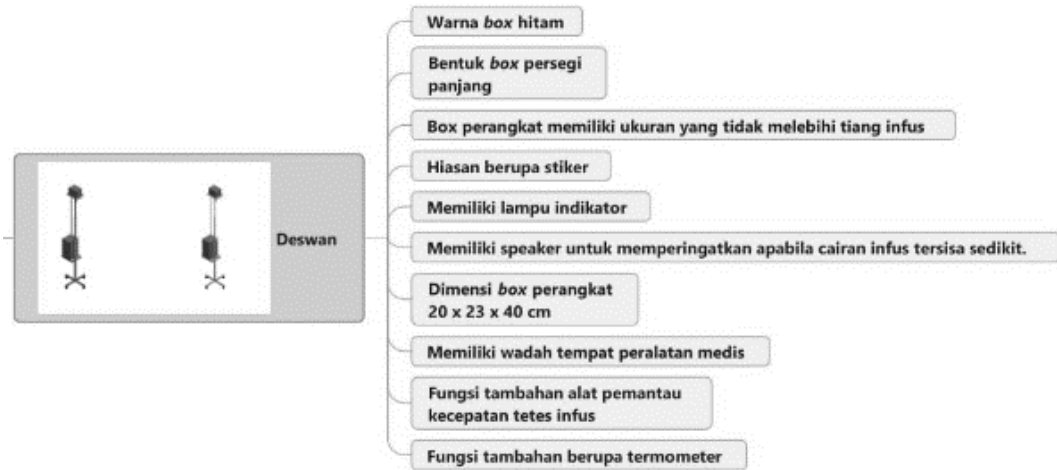 Deswan
Warna box hitam
Bentuk box persegi
panjang
Box perangkat memiliki ukuran yang tidak melebihi tiang infus
Hiasan berupa stiker
Memiliki lampu indikator
Memiliki speaker untuk memperingatkan apabila cairan infus tersisa sedikit.
Dimensi box perangkat
20 x 23 x 40 cm
Memiliki wadah tempat peralatan medis
Fungsi tambahan alat pemantau
kecepatan tetes infus
Fungsi tambahan berupa termometer